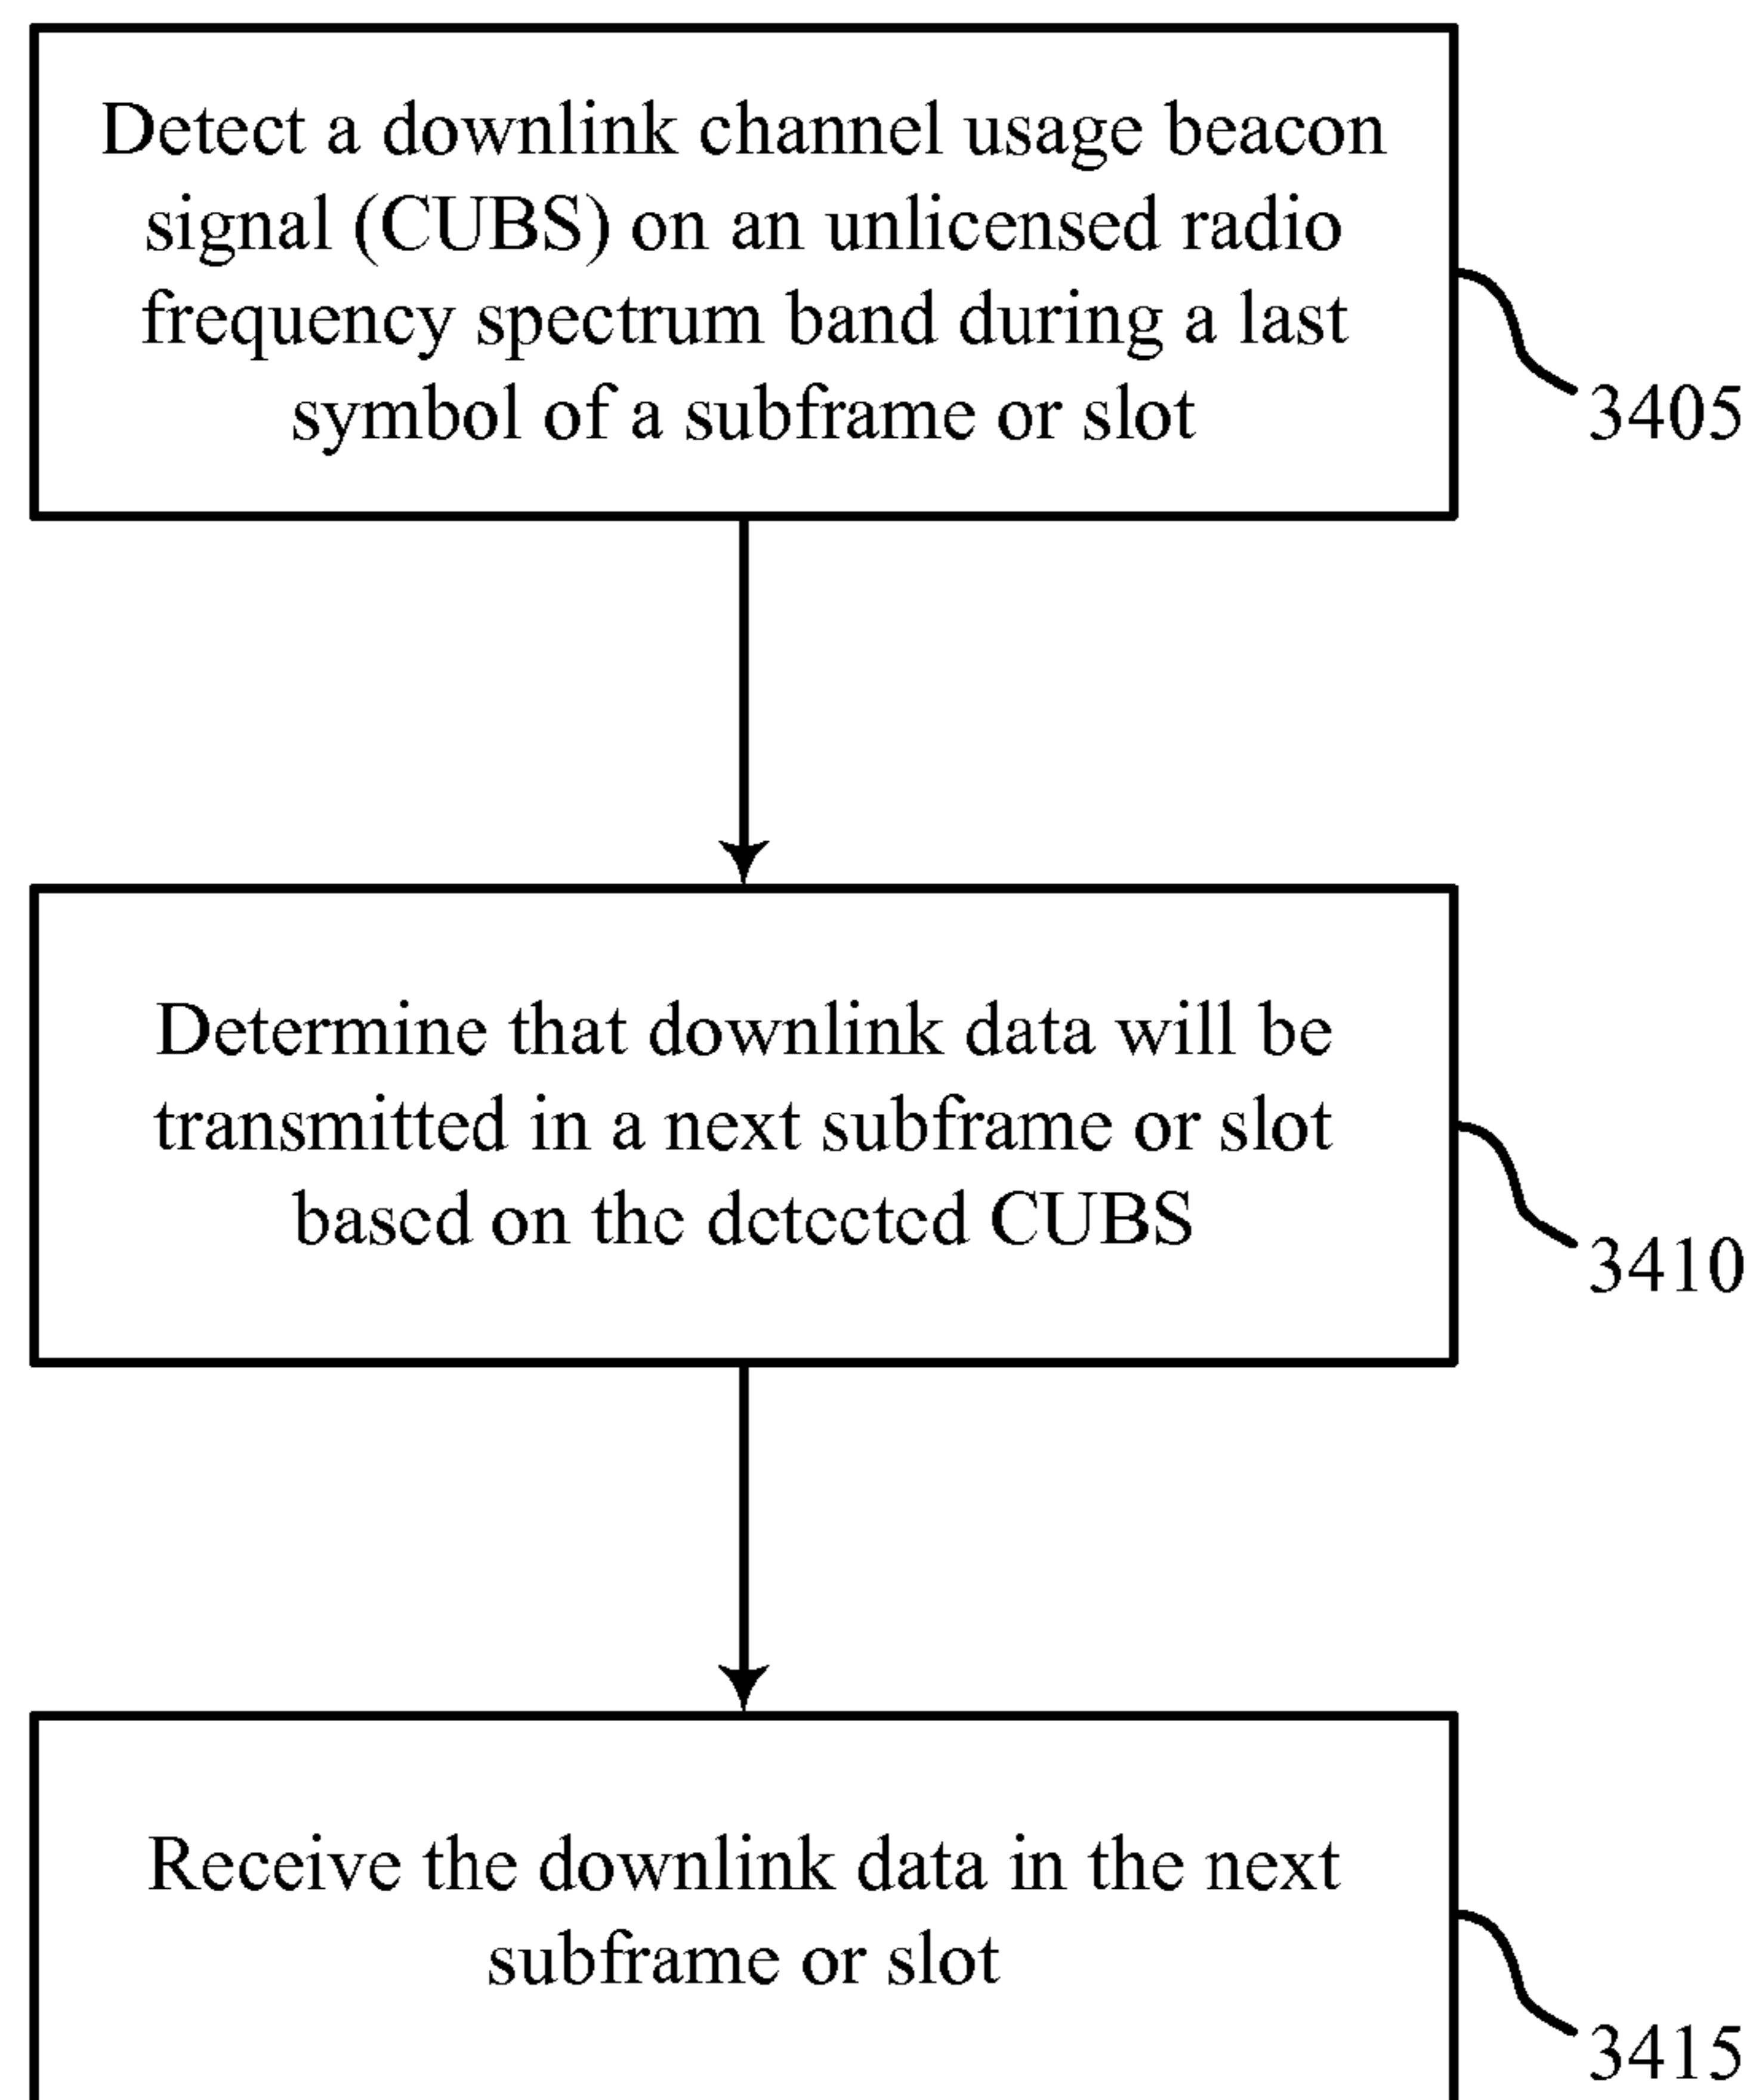 Detect a downlink channel usage beacon
signal (CUBS) on an unlicensed radio
frequency spectrum band during a last
symbol of a subframe or slot
3405
Determine that downlink data will be
transmitted in a next subframe or slot
based on the detected CUBS
3410
Receive the downlink data in the next
subframe or slot
3415